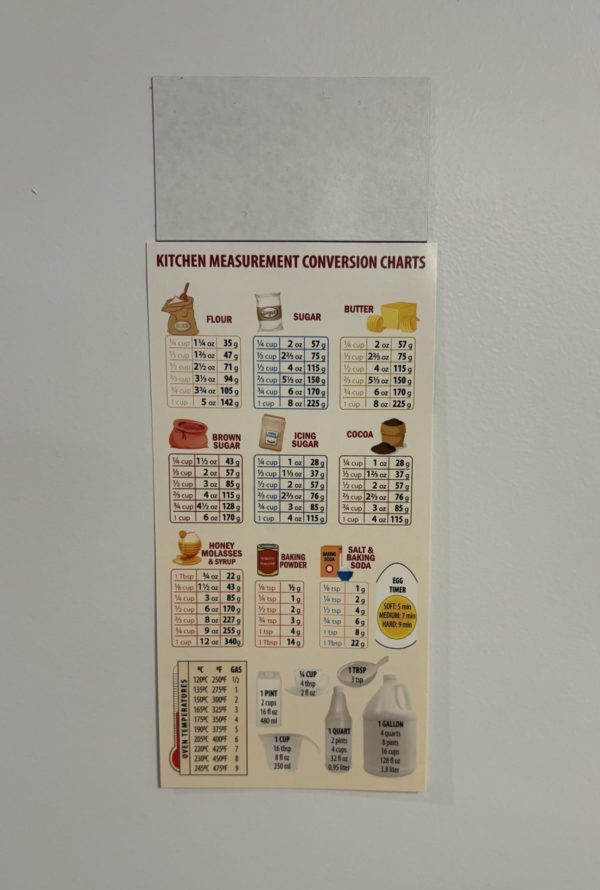 KITCHEN MEASUREMENT CONVERSION CHARTS
FLOUR
¼ cup 1¼ oz 35 g
⅓ cup 1⅔ oz 47 g
½ cup 2½ oz 71 g
⅔ cup 3⅓ oz 94 g
¾ cup 3¾ oz 105 g
1 cup 5 oz 142 g
SUGAR
¼ cup 2 oz 57 g
⅓ cup 2⅔ oz 75 g
½ cup 4 oz 115 g
⅔ cup 5⅓ oz 150 g
¾ cup 6 oz 170 g
1 cup 8 oz 225 g
BUTTER
¼ cup 2 oz 57 g
⅓ cup 2⅔ oz 75 g
½ cup 4 oz 115 g
⅔ cup 5⅓ oz 150 g
¾ cup 6 oz 170 g
1 cup 8 oz 225 g
BROWN
SUGAR
¼ cup 1½ oz 43 g
⅓ cup 2 oz 57 g
½ cup 3 oz 85 g
⅔ cup 4 oz 115 g
¾ cup 4½ oz 128 g
1 cup 6 oz 170 g
ICING
SUGAR
¼ cup 1 oz 28 g
⅓ cup 1⅓ oz 37 g
½ cup 2 oz 57 g
⅔ cup 2⅔ oz 76 g
¾ cup 3 oz 85 g
1 cup 4 oz 115 g
COCOA
¼ cup 1 oz 28 g
⅓ cup 1⅓ oz 37 g
½ cup 2 oz 57 g
⅔ cup 2⅔ oz 76 g
¾ cup 3 oz 85 g
1 cup 4 oz 115 g
HONEY
MOLASSES
& SYRUP
1 Tbsp ¾ oz 22 g
⅛ cup 1½ oz 43 g
¼ cup 3 oz 85 g
½ cup 6 oz 170 g
⅔ cup 8 oz 227 g
¾ cup 9 oz 255 g
1 cup 12 oz 340g
BAKING
POWDER
⅛ tsp ½ g
¼ tsp 1 g
½ tsp 2 g
¾ tsp 3 g
1 tsp 4 g
1 Tbsp 14 g
BAKING
SODA
SALT &
BAKING
SODA
⅛ tsp 1 g
¼ tsp 2 g
½ tsp 4 g
¾ tsp 6 g
1 tsp 8 g
1 Tbsp 22 g
EGG
TIMER
SOFT: 5 min
MEDIUM: 7 min
HARD: 9 min
OVEN TEMPERATURES
ºC ºF GAS
120ºC 250ºF 1/2
135ºC 275ºF 1
150ºC 300ºF 2
165ºC 325ºF 3
175ºC 350ºF 4
190ºC 375ºF 5
205ºC 400ºF 6
220ºC 425ºF 7
230ºC 450ºF 8
245ºC 475ºF 9
1 PINT
2 cups
16 fl oz
480 ml
¼ CUP
4 tbsp
2 fl oz
1 TBSP
3 tsp
1 CUP
16 tbsp
8 fl oz
250 ml
1 QUART
2 pints
4 cups
32 fl oz
0.95 liter
1 GALLON
4 quarts
8 pints
16 cups
128 fl oz
3.8 liter